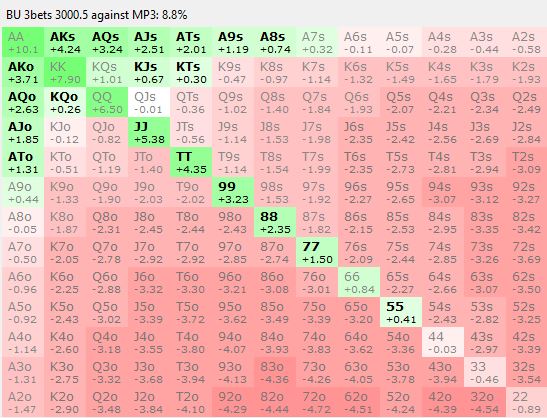 BU 3bets 3000.5 against MP3: 8.8%
AA AKs AQs AJs ATs A9s A8s A7s A6s A5s A4s A3s A2s
+10.1 +4.24 +3.24 +2.51 +2.01 +1.19 +0.74 +0.32 -0.11 -0.07 -0.28 -0.44 -0.58
AKo KK KQs KJs KTs K9s K8s K7s K6s K5s K4s K3s K2s
+3.71 +7.90 +1.01 +0.67 +0.30 -0.47 -0.97 -1.14 -1.32 -1.49 -1.65 -1.79 -1.93
AQo KQo QQ QJs QTs Q9s Q8s Q7s Q6s Q5s Q4s Q3s Q2s
+2.63 +0.26 +6.50 -0.01 -0.36 -1.02 -1.40 -1.84 -1.93 -2.07 -2.21 -2.34 -2.49
AJo KJo QJo JJ JTs J9s J8s J7s J6s J5s J4s J3s J2s
+1.85 -0.12 -0.82 +5.38 -0.56 -1.14 -1.53 -1.98 -2.35 -2.42 -2.56 -2.69 -2.84
ATo KTo QTo JTo TT T9s T8s T7s T6s T5s T4s T3s T2s
+1.31 -0.51 -1.19 -1.40 +4.35 -1.14 -1.54 -1.99 -2.35 -2.73 -2.81 -2.94 -3.09
A9o K9o Q9o J9o T9o 99 98s 97s 96s 95s 94s 93s 92s
+0.44 -1.33 -1.90 -2.03 -2.02 +3.23 -1.53 -1.92 -2.27 -2.65 -3.07 -3.12 -3.27
A8o K8o Q8o J8o T8o 98o 88 87s 86s 85s 84s 83s 82s
-0.05 -1.87 -2.31 -2.45 -2.44 -2.43 +2.35 -1.82 -2.15 -2.53 -2.95 -3.35 -3.42
A7o K7o Q7o J7o T7o 97o 87o 77 76s 75s 74s 73s 72s
-0.50 -2.05 -2.78 -2.92 -2.92 -2.85 -2.74 +1.50 -2.09 -2.44 -2.85 -3.26 -3.69
A6o K6o Q6o J6o T6o 96o 86o 76o 66 65s 64s 63s 62s
-0.96 -2.25 -2.88 -3.32 -3.30 -3.21 -3.08 -3.01 +0.84 -2.27 -2.66 -3.07 -3.50
A5o K5o Q5o J5o T5o 95o 85o 75o 65o 55 54s 53s 52s
-0.92 -2.43 -3.02 -3.39 -3.72 -3.62 -3.49 -3.39 -3.20 +0.41 -2.43 -2.82 -3.25
A4o K4o Q4o J4o T4o 94o 84o 74o 64o 54o 44 43s 42s
-1.14 -2.60 -3.18 -3.55 -3.80 -4.07 -3.93 -3.83 -3.62 -3.36 -0.03 -2.97 -3.39
A3o K3o Q3o J3o T3o 93o 83o 73o 63o 53o 43o 33 32s
-1.31 -2.75 -3.32 -3.68 -3.94 -4.13 -4.36 -4.26 -4.05 -3.78 -3.94 -0.46 -3.54
A2o K2o Q2o J2o T2o 92o 82o 72o 62o 52o 42o 32o 22
-1.47 -2.90 -3.48 -3.84 -4.10 -4.29 -4.44 -4.72 -4.51 -4.24 -4.39 -4.54 -0.89